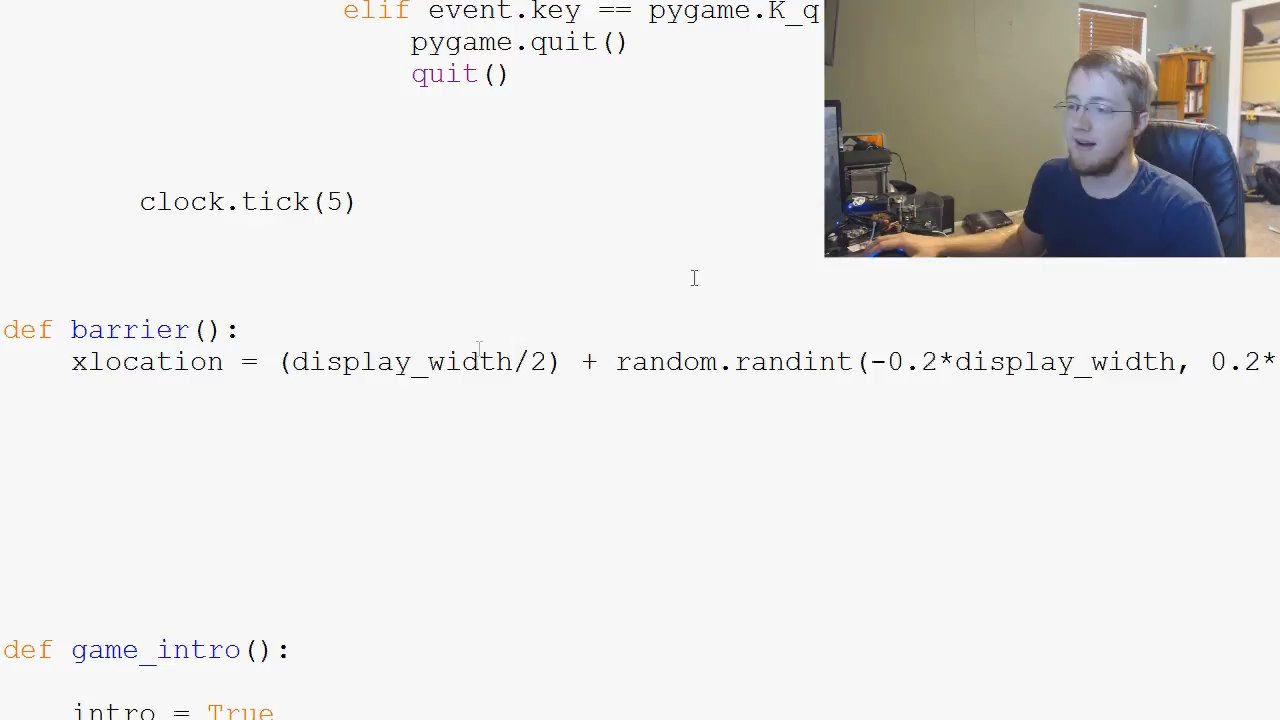 elif event.key == pygame.K_q
pygame.quit()
quit()
clock.tick(5)
def barrier():
xlocation = (display_width/2) + random.randint(-0.2*display_width, 0.2*
def game_intro():
intro = True